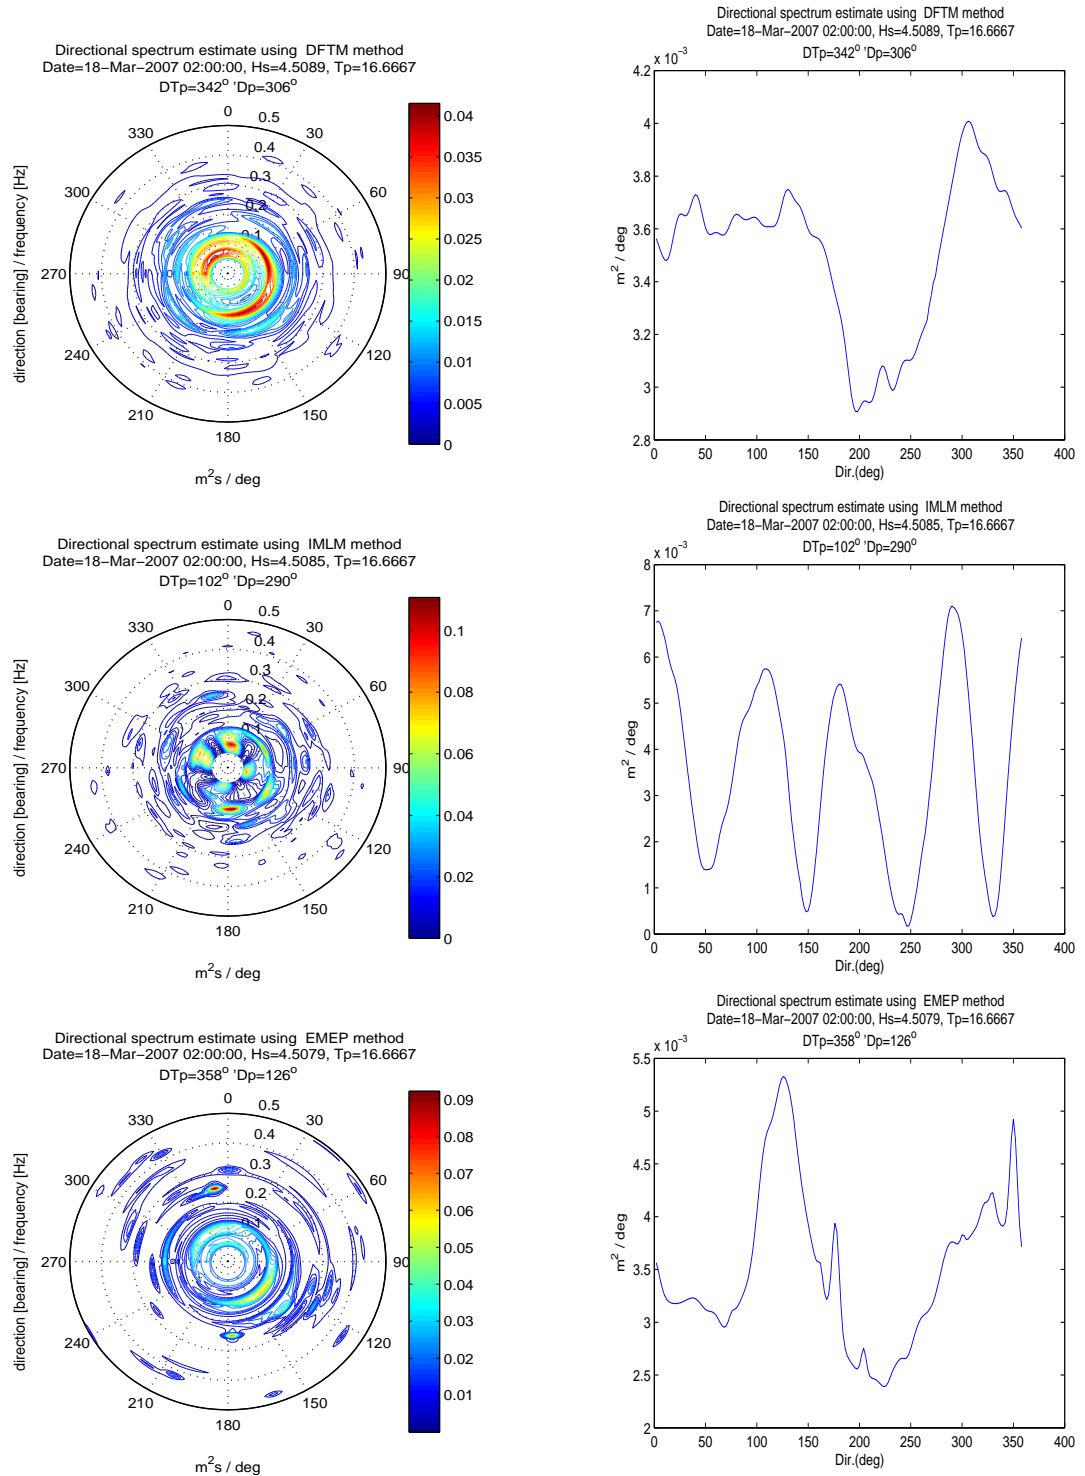 Directional spectrum estimate using DFTM method
Date=18−Mar−2007 02:00:00, Hs=4.5089, Tp=16.6667
DTp=342° 'Dp=306°
0
30
60
90
120
150
180
210
240
270
300
330
0.5
0.4
0.3
0.2
0.1
direction [bearing] / frequency [Hz]
m²s / deg
0.04
0.035
0.03
0.025
0.02
0.015
0.01
0.005
0
Directional spectrum estimate using DFTM method
Date=18−Mar−2007 02:00:00, Hs=4.5089, Tp=16.6667
DTp=342° 'Dp=306°
x 10⁻³
4.2
4
3.8
3.6
3.4
3.2
3
2.8
m² / deg
0 50 100 150 200 250 300 350 400
Dir.(deg)
Directional spectrum estimate using IMLM method
Date=18−Mar−2007 02:00:00, Hs=4.5085, Tp=16.6667
DTp=102° 'Dp=290°
0
30
60
90
120
150
180
210
240
270
300
330
0.5
0.4
0.3
0.2
0.1
direction [bearing] / frequency [Hz]
m²s / deg
0.1
0.08
0.06
0.04
0.02
0
Directional spectrum estimate using IMLM method
Date=18−Mar−2007 02:00:00, Hs=4.5085, Tp=16.6667
DTp=102° 'Dp=290°
x 10⁻³
8
7
6
5
4
3
2
1
0
m² / deg
0 50 100 150 200 250 300 350 400
Dir.(deg)
Directional spectrum estimate using EMEP method
Date=18−Mar−2007 02:00:00, Hs=4.5079, Tp=16.6667
DTp=358° 'Dp=126°
0
30
60
90
120
150
180
210
240
270
300
330
0.5
0.4
0.3
0.2
0.1
direction [bearing] / frequency [Hz]
m²s / deg
0.09
0.08
0.07
0.06
0.05
0.04
0.03
0.02
0.01
Directional spectrum estimate using EMEP method
Date=18−Mar−2007 02:00:00, Hs=4.5079, Tp=16.6667
DTp=358° 'Dp=126°
x 10⁻³
5.5
5
4.5
4
3.5
3
2.5
2
m² / deg
0 50 100 150 200 250 300 350 400
Dir.(deg)